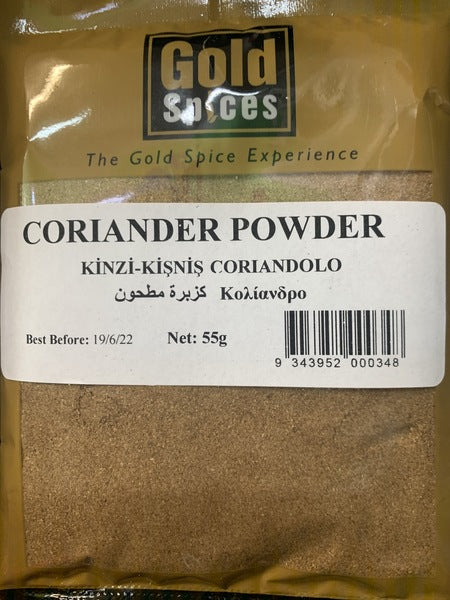 Gold
Spices
The Gold Spice Experience
CORIANDER POWDER
KİNZİ-KİŞNİŞ CORIANDOLO
كزبرة مطحون Κολίανδρο
Best Before: 19/6/22 Net: 55g
9 343952 000348